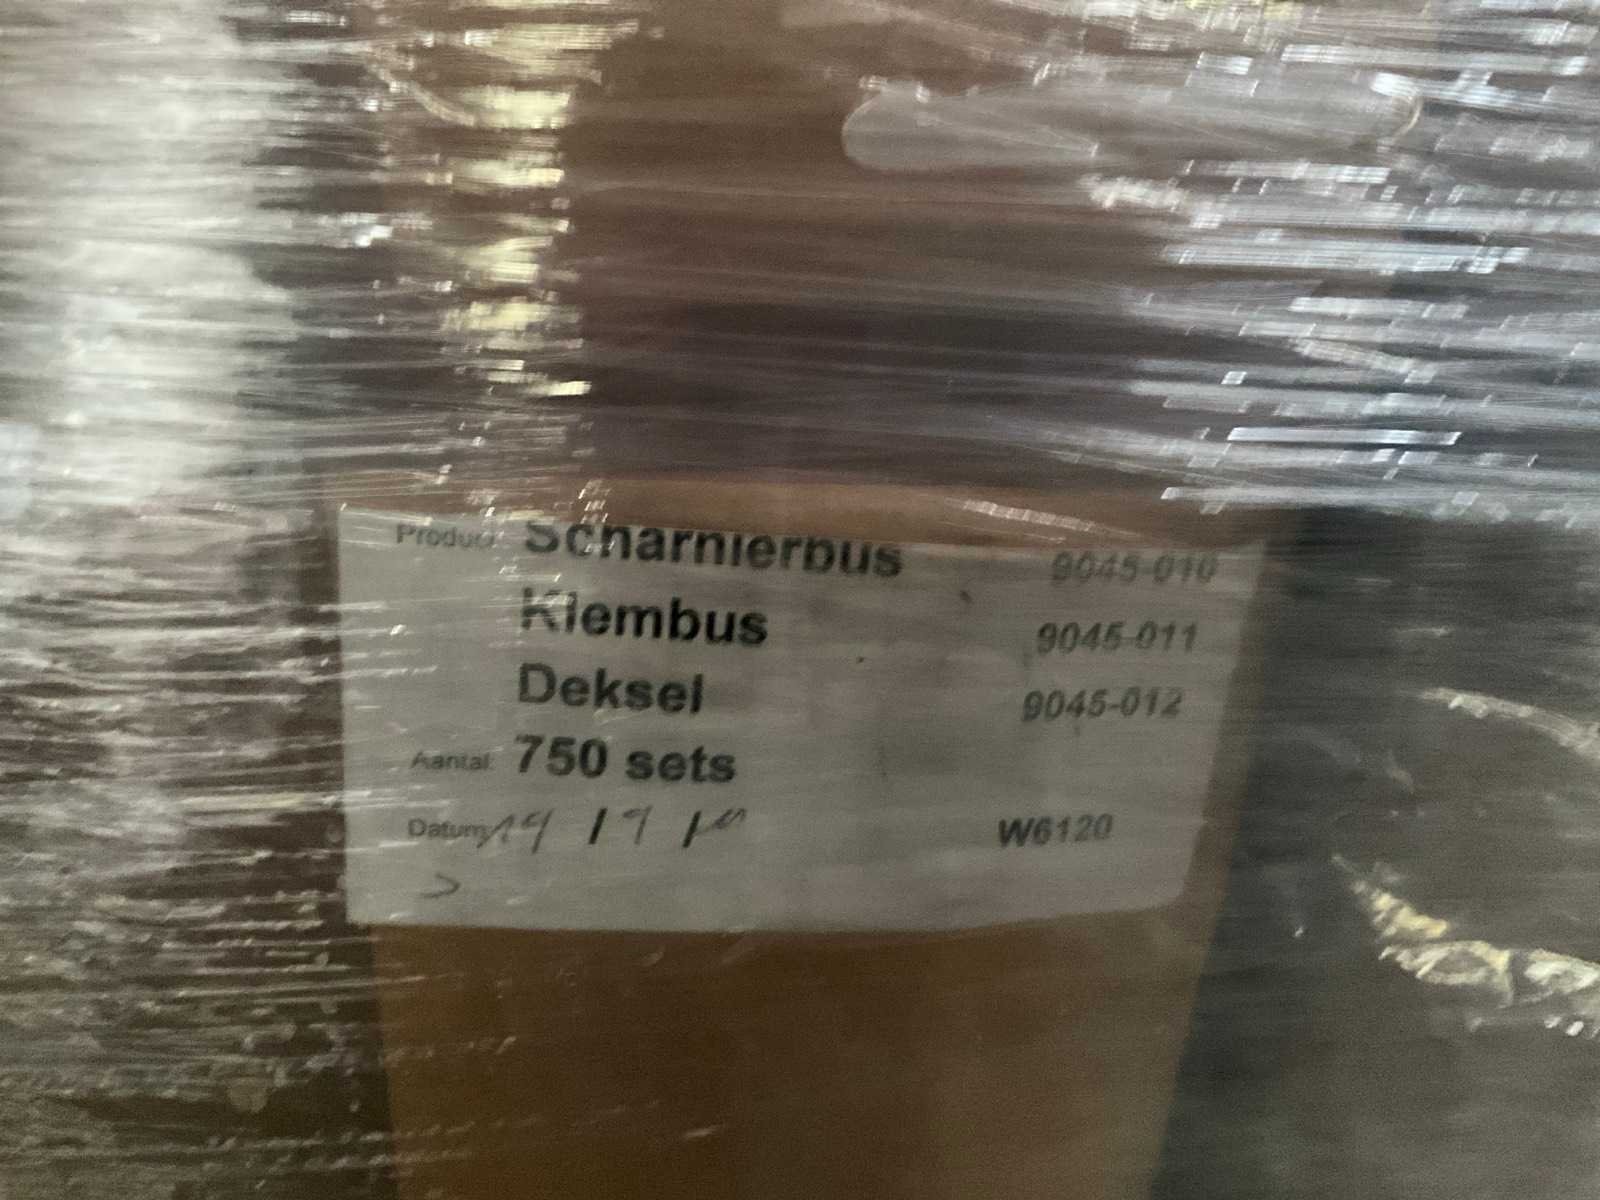 Product: Scharnierbus 9045-010
Klembus 9045-011
Deksel 9045-012
Aantal: 750 sets
Datum: W6120